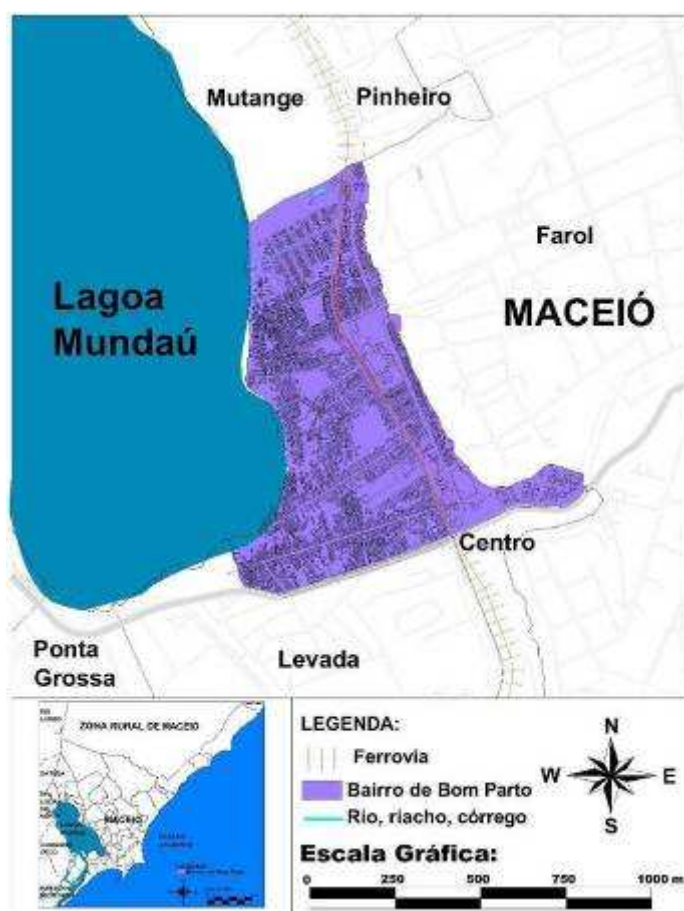 Mutange
Pinheiro
Farol
Lagoa
Mundaú
MACEIÓ
Centro
Ponta
Grossa
Levada
ZONA RURAL DE MACEIÓ
MACEIÓ
LEGENDA:
Ferrovia
Bairro de Bom Parto
Rio, riacho, córrego
N
W
E
S
Escala Gráfica:
0 250 500 750 1000 m